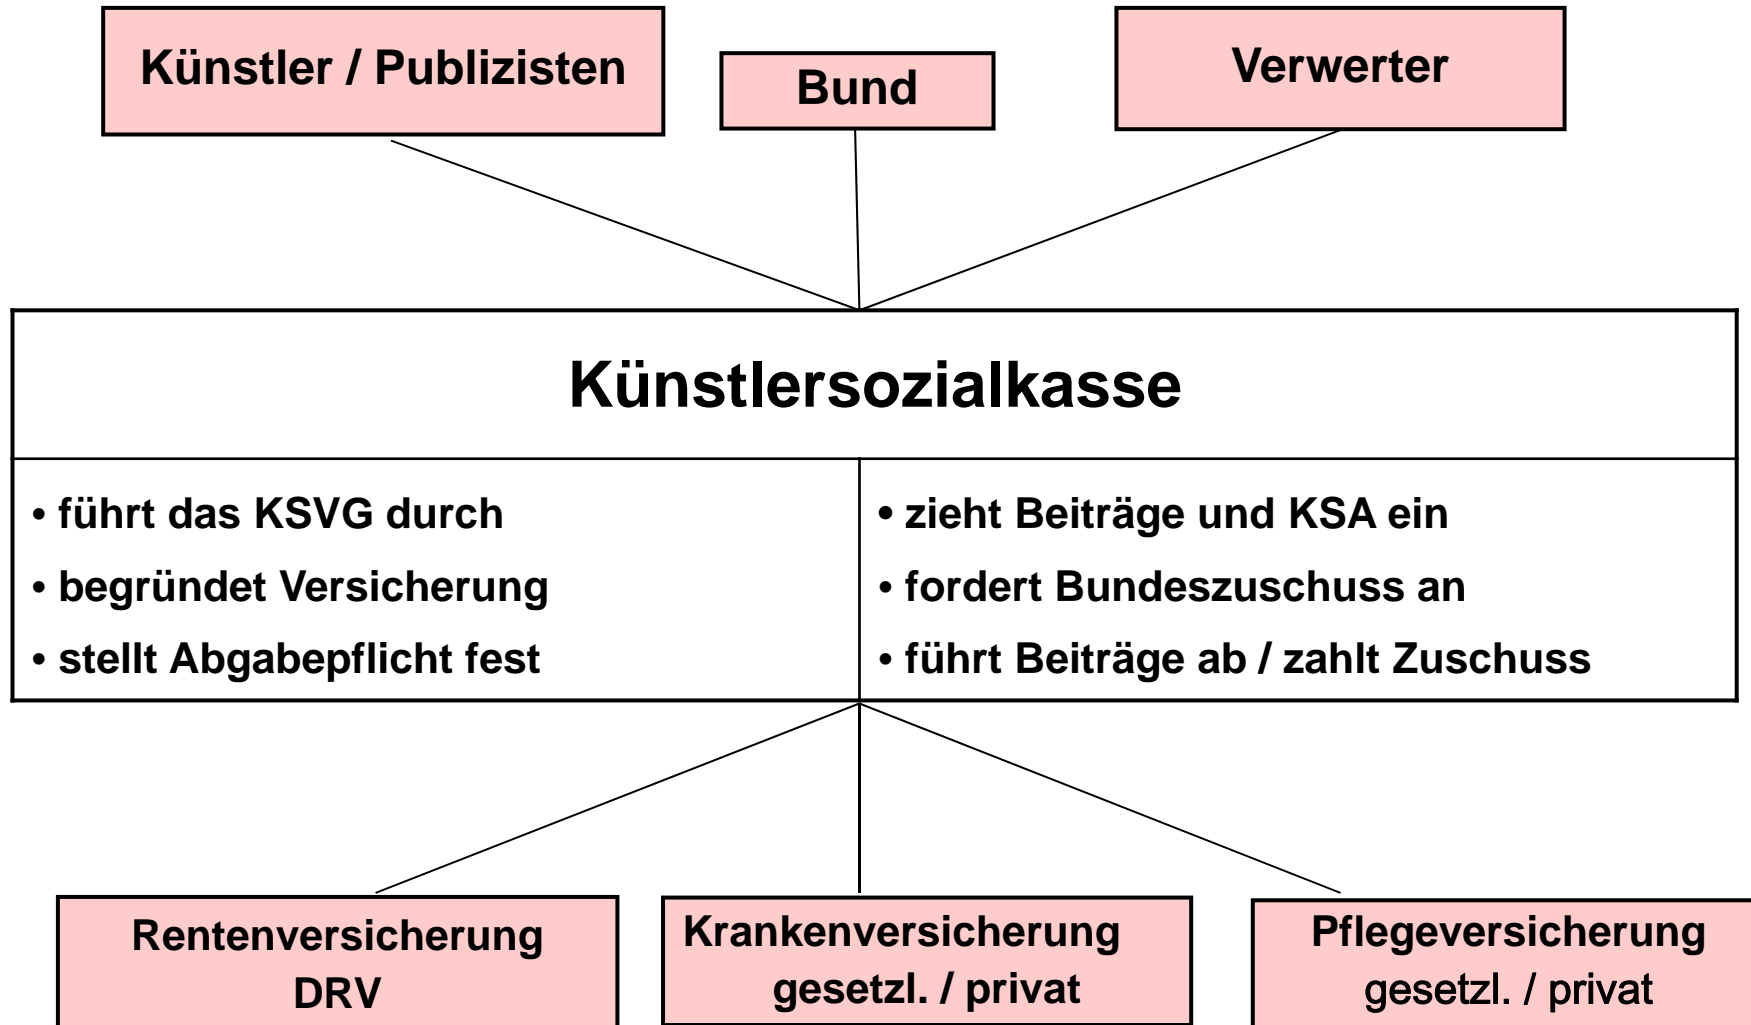 Künstler / Publizisten
Bund
Verwerter
Künstlersozialkasse
• führt das KSVG durch
• begründet Versicherung
• stellt Abgabepflicht fest
• zieht Beiträge und KSA ein
• fordert Bundeszuschuss an
• führt Beiträge ab / zahlt Zuschuss
Rentenversicherung
DRV
Krankenversicherung
gesetzl. / privat
Pflegeversicherung
gesetzl. / privat